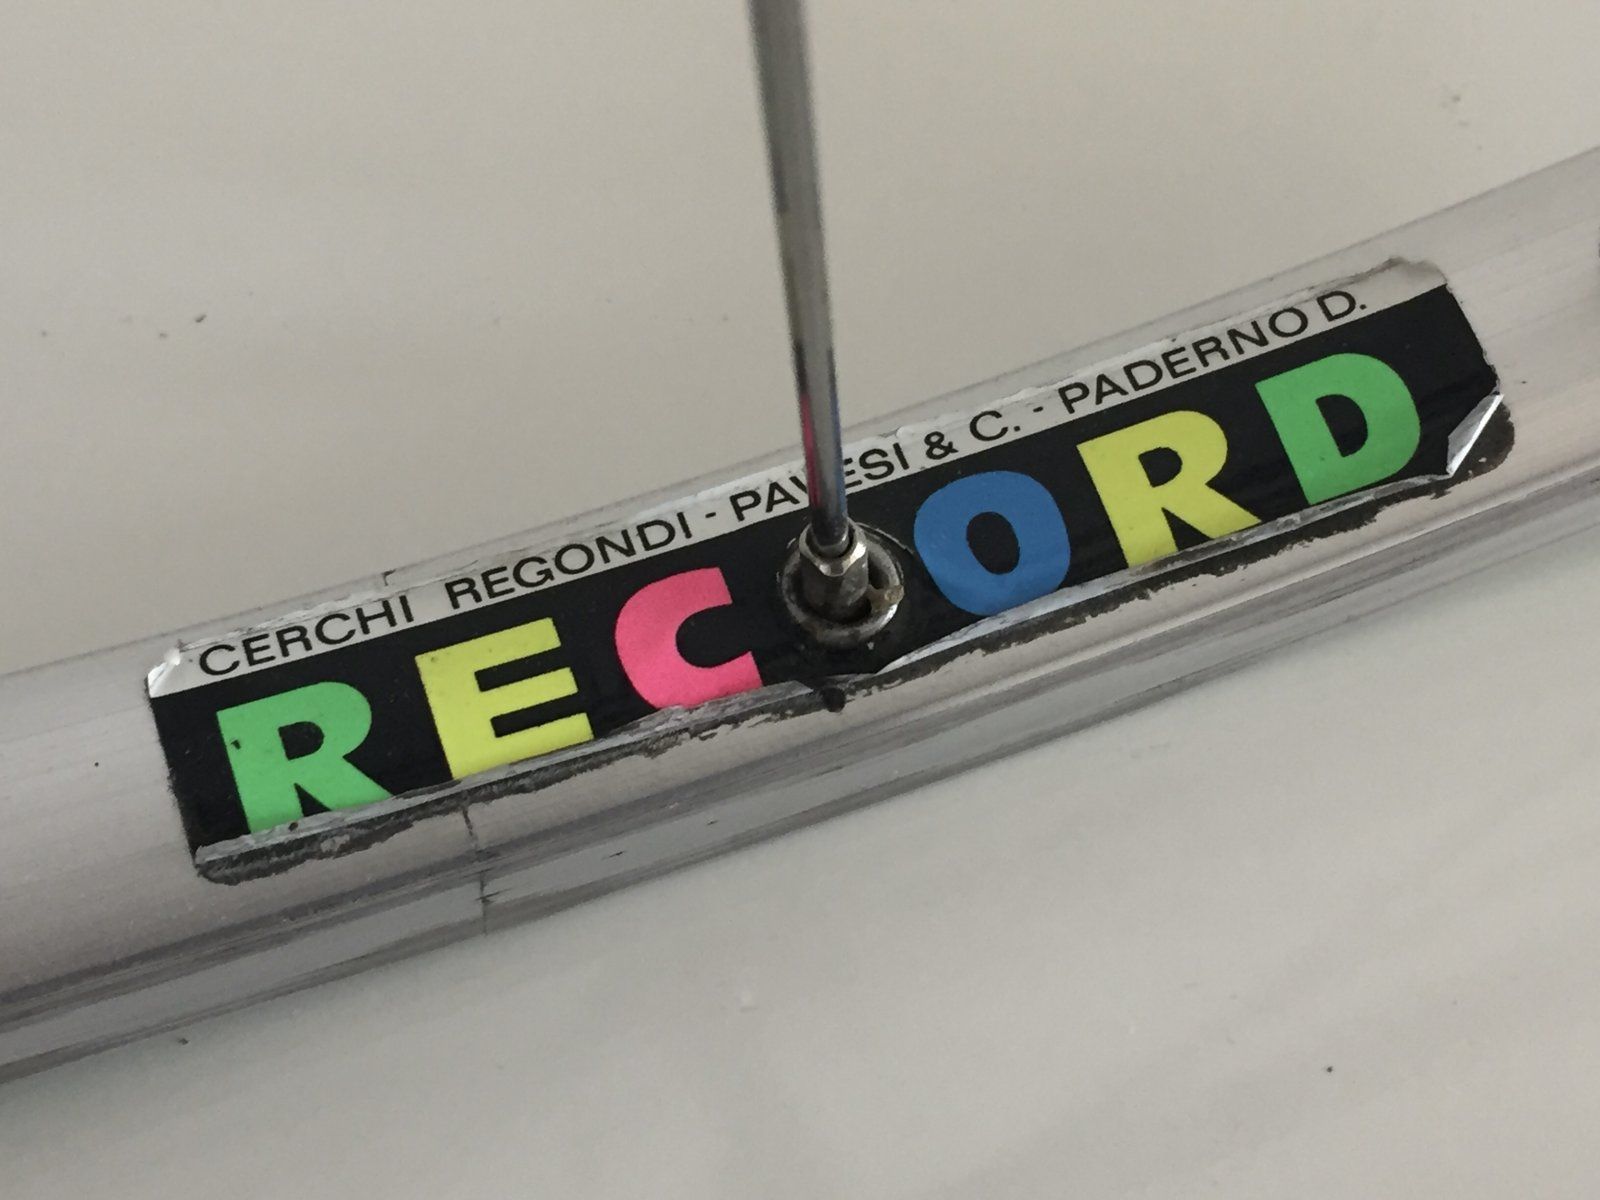 CERCHI REGONDI - PAVESI & C. - PADERNO D.
RECORD